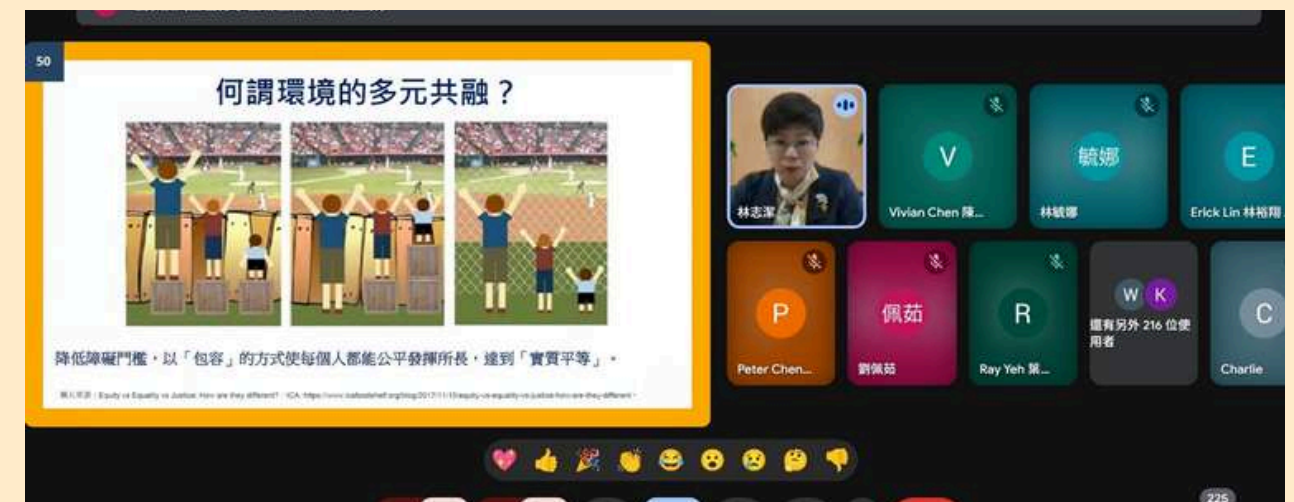 50
何謂環境的多元共融？
降低障礙門檻，以「包容」的方式使每個人都能公平發揮所長，達到「實質平等」。
林志潔
Vivian Chen 陳...
毓娜
林毓娜
E
Erick Lin 林裕翔
V
P
Peter Chen...
佩茹
劉佩茹
R
Ray Yeh 葉...
W K
還有另外 216 位使
用者
C
Charlie
225